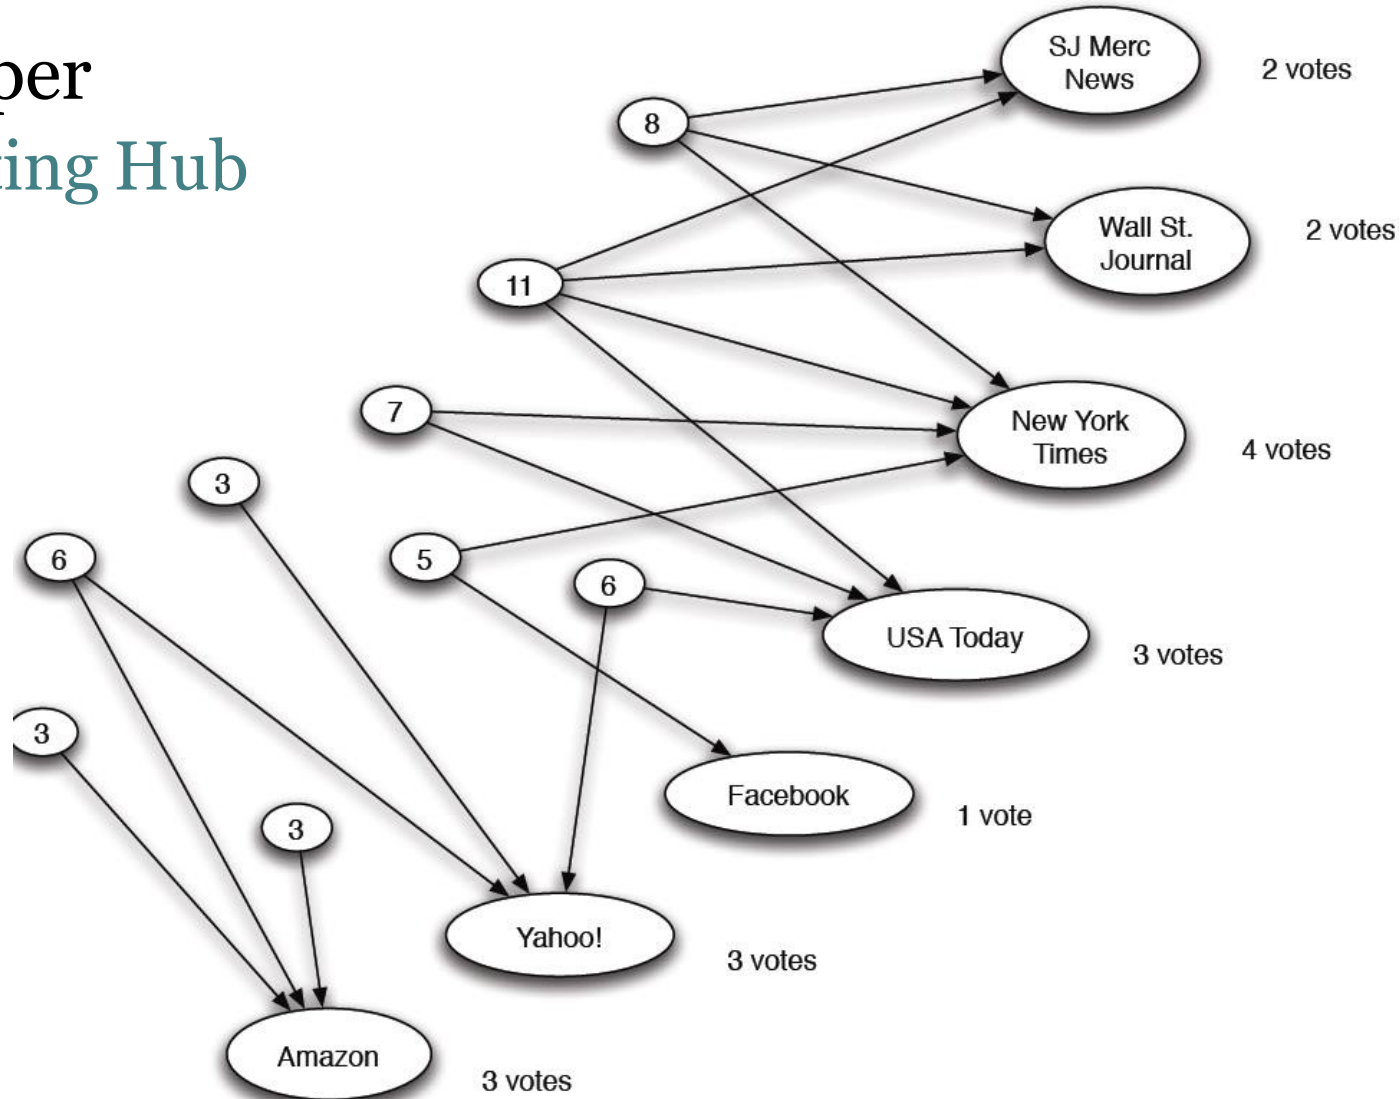 per
ting Hub
SJ Merc
News
2 votes
8
Wall St.
Journal
2 votes
11
New York
Times
4 votes
7
3
6
5
6
USA Today
3 votes
3
Facebook
1 vote
3
Yahoo!
3 votes
Amazon
3 votes